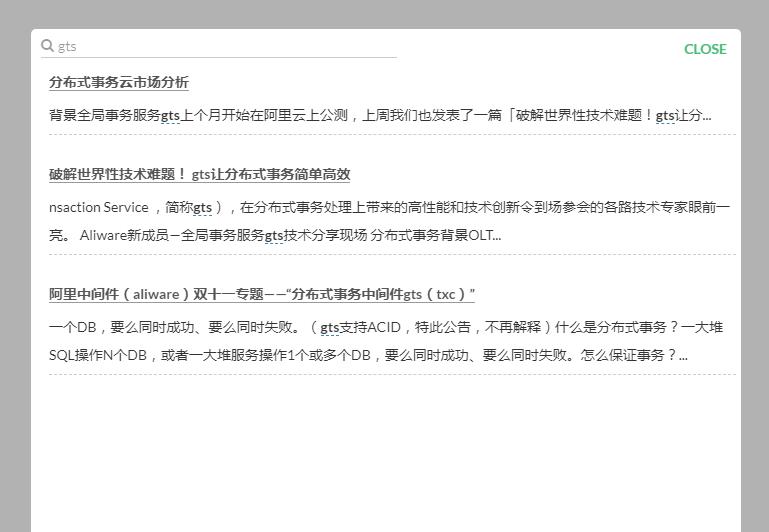 gts
CLOSE
分布式事务云市场分析
背景全局事务服务gts上个月开始在阿里云上公测，上周我们也发表了一篇「破解世界性技术难题！gts让分...
破解世界性技术难题！ gts让分布式事务简单高效
nsaction Service ，简称gts ），在分布式事务处理上带来的高性能和技术创新令到场参会的各路技术专家眼前一
亮。 Aliware新成员—全局事务服务gts技术分享现场 分布式事务背景OLT...
阿里中间件（aliware）双十一专题——“分布式事务中间件gts（txc）”
一个DB，要么同时成功、要么同时失败。（gts支持ACID，特此公告，不再解释）什么是分布式事务？一大堆
SQL操作N个DB，或者一大堆服务操作1个或多个DB，要么同时成功、要么同时失败。怎么保证事务？...